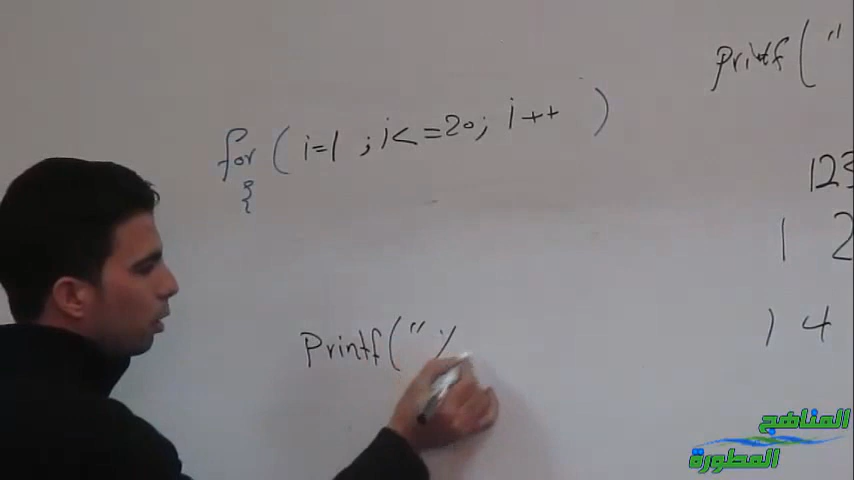 printf( "
for ( i=1 ; i<=20; i++ )
{
123
1 2
1 4
Printf( " %
المناهج
المطورة